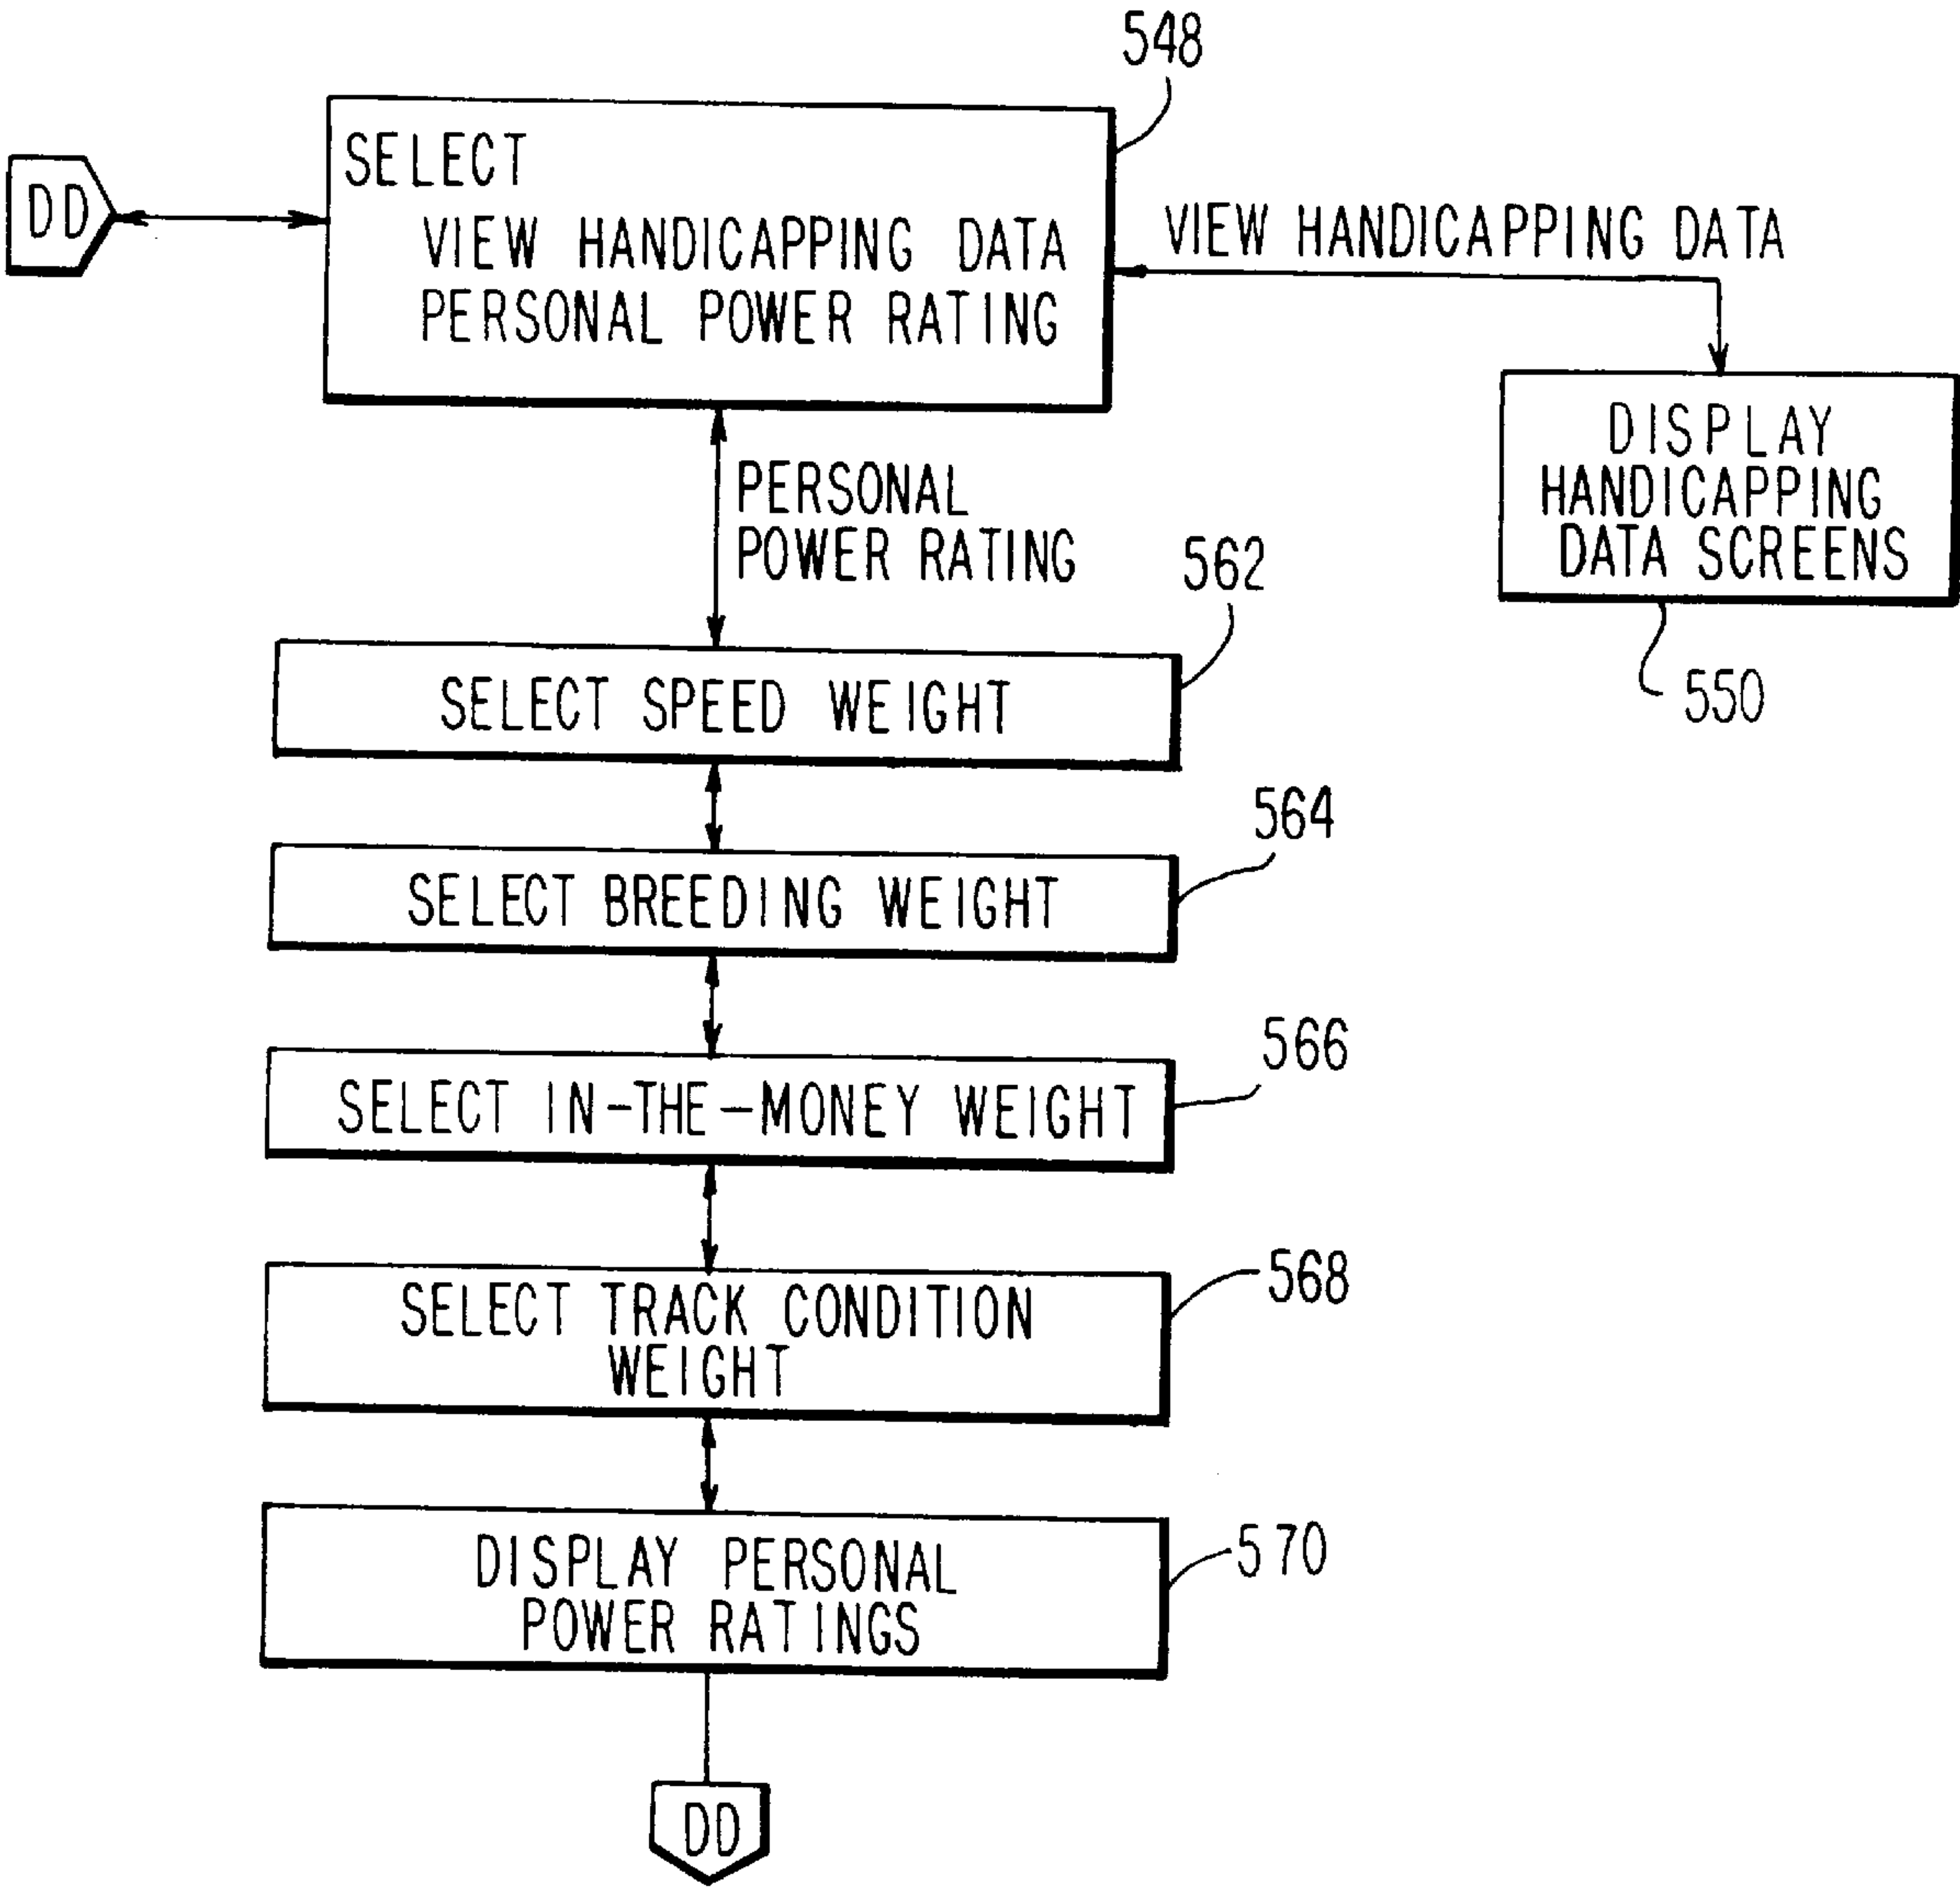 548
SELECT
DD
VIEW HANDICAPPING DATA
PERSONAL POWER RATING
VIEW HANDICAPPING DATA
DISPLAY
HANDICAPPING
DATA SCREENS
550
PERSONAL
POWER RATING
562
SELECT SPEED WEIGHT
564
SELECT BREEDING WEIGHT
566
SELECT IN-THE-MONEY WEIGHT
568
SELECT TRACK CONDITION
WEIGHT
570
DISPLAY PERSONAL
POWER RATINGS
DD